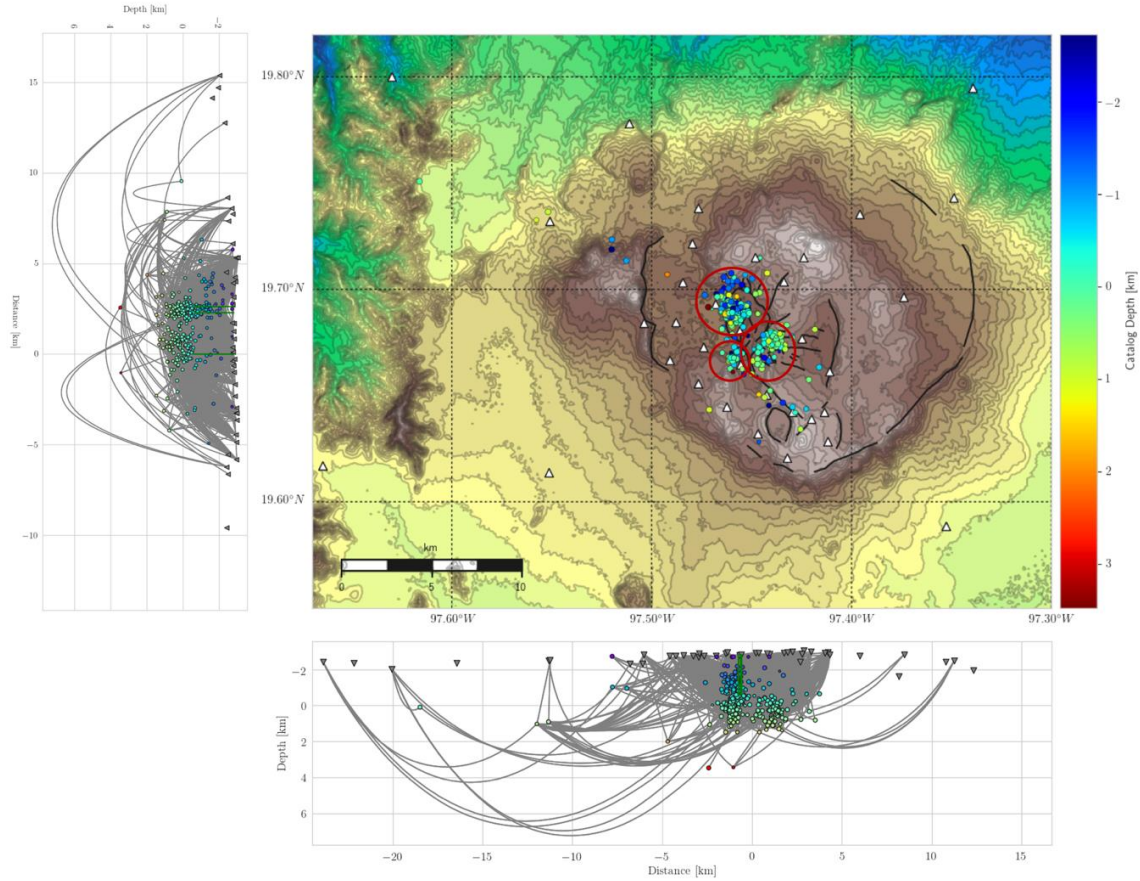 Depth [km]
6 4 2 0 −2
15
10
5
0
−5
−10
Distance [km]
19.80°N
19.70°N
19.60°N
km
0 5 10
97.60°W 97.50°W 97.40°W 97.30°W
−2
−1
0
1
2
3
Catalog Depth [km]
−2
0
2
4
6
Depth [km]
−20 −15 −10 −5 0 5 10 15
Distance [km]